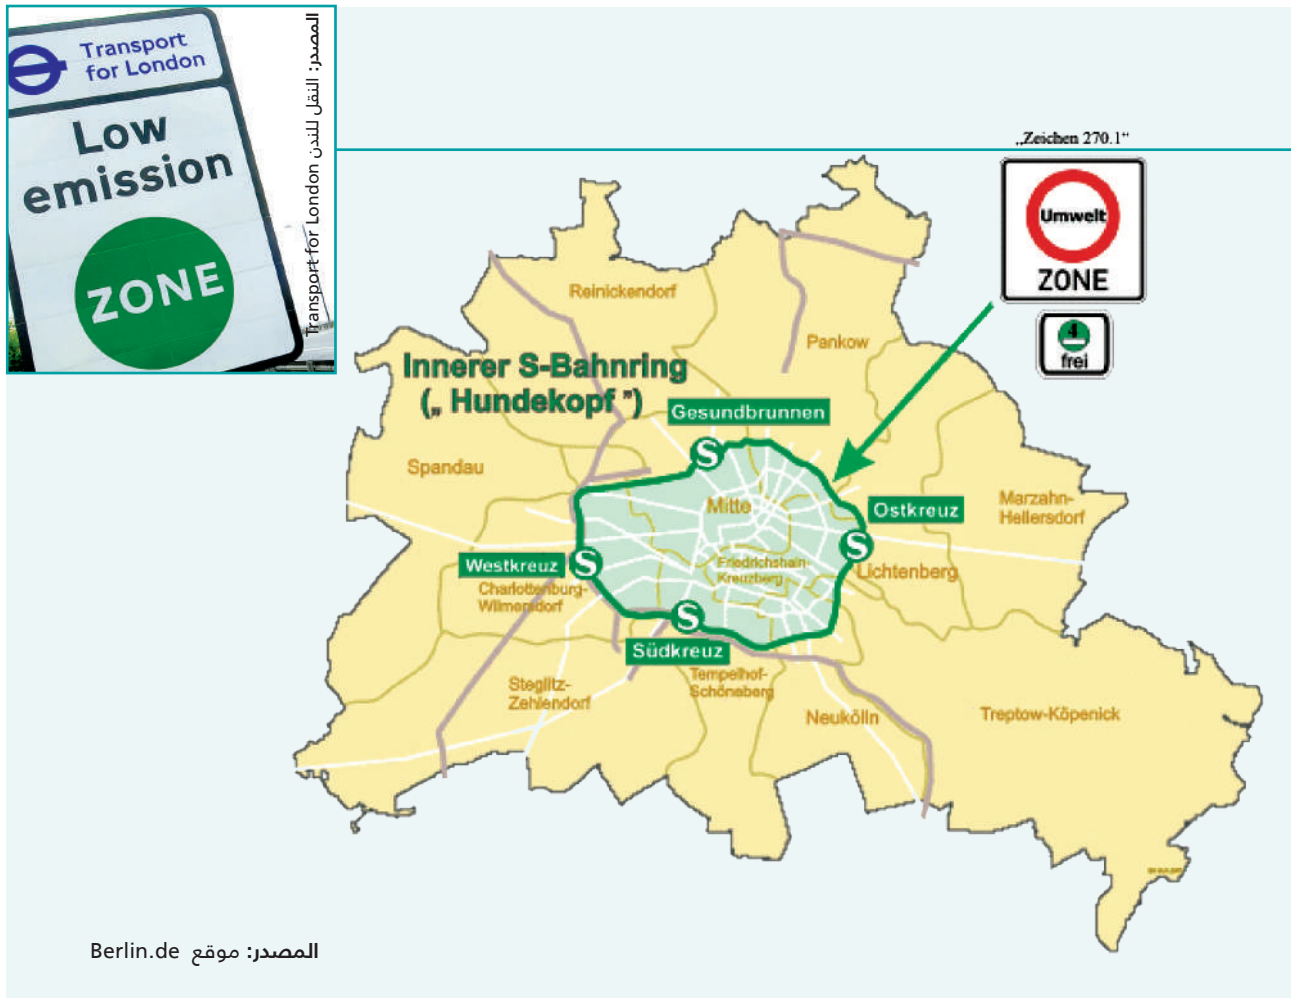 Transport
for London
Low
emission
ZONE
المصدر: النقل للندن Transport for London
„Zeichen 270.1“
Umwelt
ZONE
4
frei
Reinickendorf
Pankow
Innerer S-Bahnring
(„ Hundekopf ”)
Gesundbrunnen
S
Spandau
Mitte
Ostkreuz
S
Marzahn-
Hellersdorf
Westkreuz
S
Friedrichshain-
Kreuzberg
Lichtenberg
Charlottenburg-
Wilmersdorf
S
Südkreuz
Steglitz-
Zehlendorf
Tempelhof-
Schöneberg
Neukölln
Treptow-Köpenick
المصدر: موقع Berlin.de